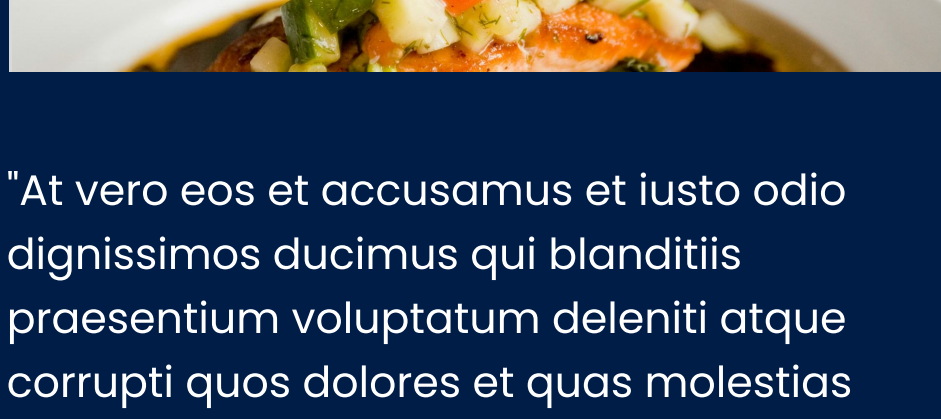 "At vero eos et accusamus et iusto odio
dignissimos ducimus qui blanditiis
praesentium voluptatum deleniti atque
corrupti quos dolores et quas molestias